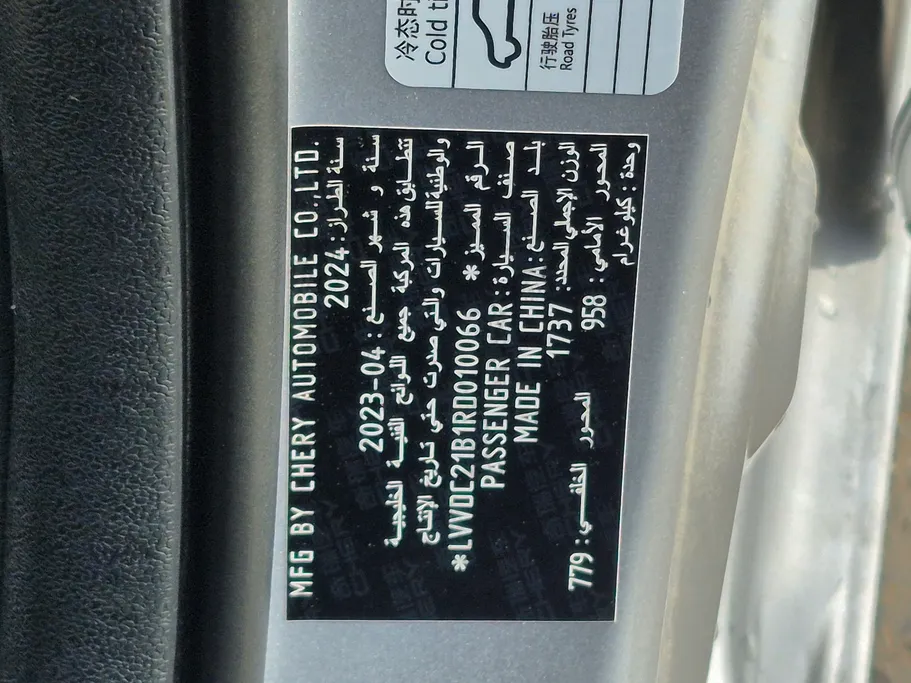 冷态时
Cold ti
行驶胎压
Road Tyres
MFG BY CHERY AUTOMOBILE CO.,LTD.
سنة الطراز: 2024
سنة و شهر الصنع: 2023-04
تتطابق هذه المركبة جميع اللوائح الفنية الخليجية
والوطنية للسيارات والتي صدرت حتى تاريخ الإنتاج
الرقم المميز *LVVDC21B1RD010066*
صنف السيارة: PASSENGER CAR
بلد الصنع: MADE IN CHINA
الوزن الإجمالي المحدد: 1737
المحور الأمامي: 958 المحور الخلفي: 779
وحدة: كيلوغرام